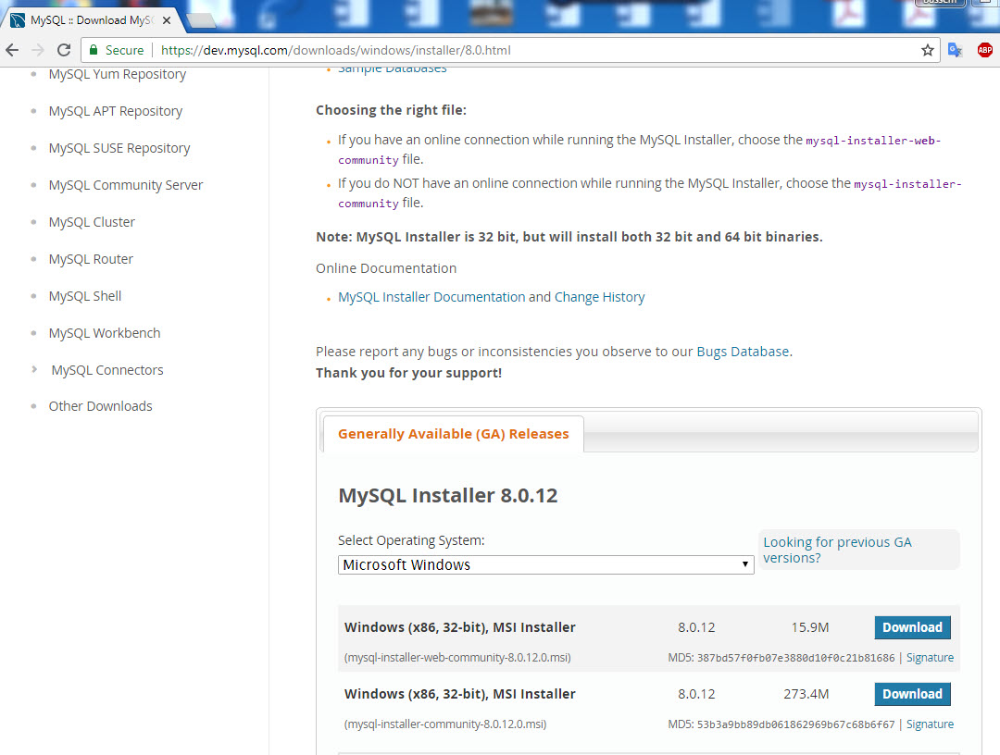 MySQL :: Download MySQ
Secure https://dev.mysql.com/downloads/windows/installer/8.0.html
ABP
MySQL Yum Repository
MySQL APT Repository
MySQL SUSE Repository
MySQL Community Server
MySQL Cluster
MySQL Router
MySQL Shell
MySQL Workbench
MySQL Connectors
Other Downloads
Sample Databases
Choosing the right file:
If you have an online connection while running the MySQL Installer, choose the mysql-installer-web-
community file.
If you do NOT have an online connection while running the MySQL Installer, choose the mysql-installer-
community file.
Note: MySQL Installer is 32 bit, but will install both 32 bit and 64 bit binaries.
Online Documentation
MySQL Installer Documentation and Change History
Please report any bugs or inconsistencies you observe to our Bugs Database.
Thank you for your support!
Generally Available (GA) Releases
MySQL Installer 8.0.12
Select Operating System:
Microsoft Windows
Looking for previous GA
versions?
Windows (x86, 32-bit), MSI Installer 8.0.12 15.9M Download
(mysql-installer-web-community-8.0.12.0.msi) MD5: 387bd57f0fb07e3880d10f0c21b81686 | Signature
Windows (x86, 32-bit), MSI Installer 8.0.12 273.4M Download
(mysql-installer-community-8.0.12.0.msi) MD5: 53b3a9bb89db061862969b67c68b6f67 | Signature